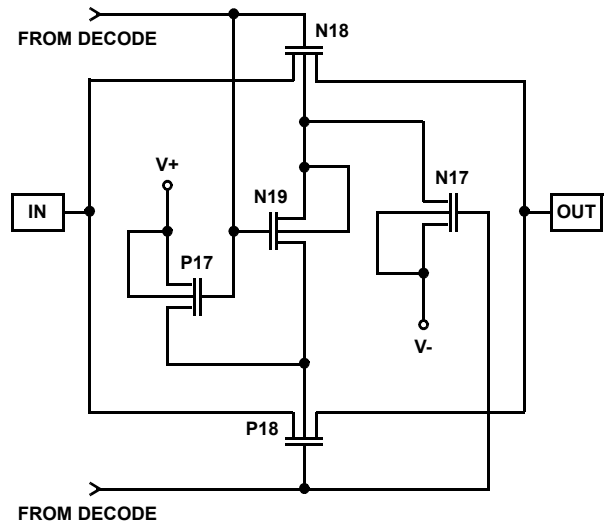 FROM DECODE
N18
V+
N19
N17
IN
OUT
P17
V-
P18
FROM DECODE